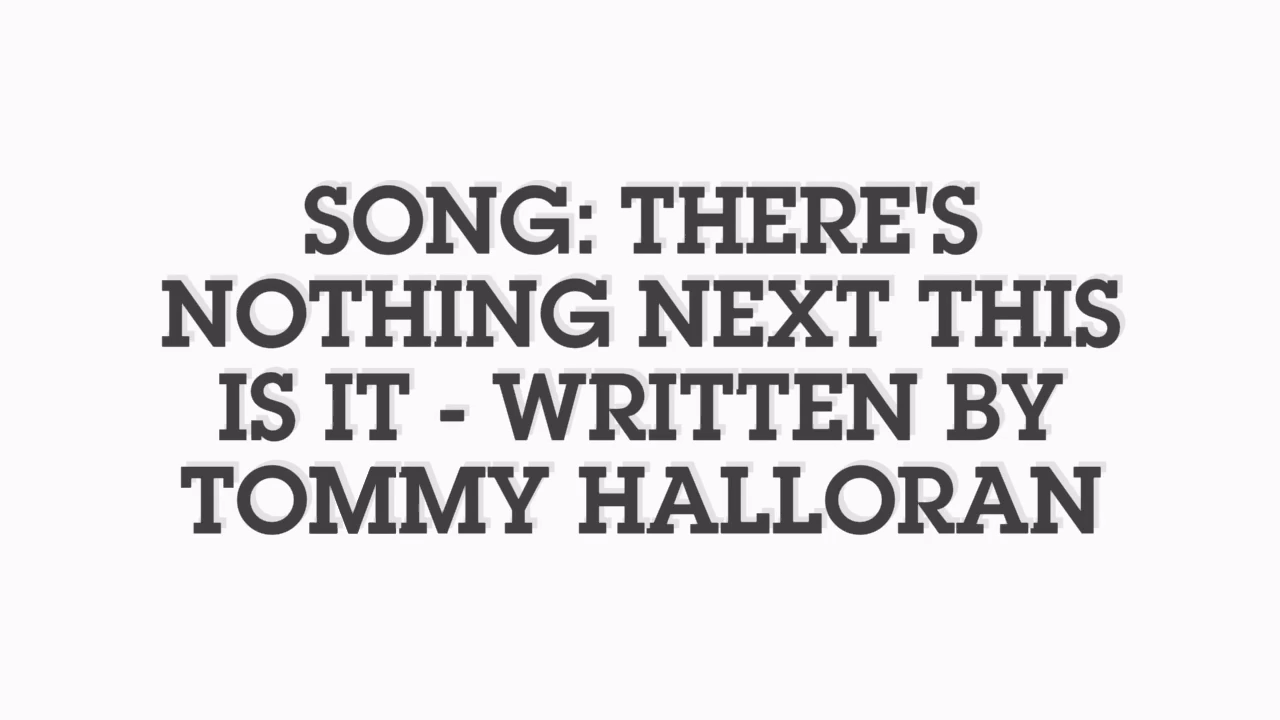 SONG: THERE'S
NOTHING NEXT THIS
IS IT - WRITTEN BY
TOMMY HALLORAN